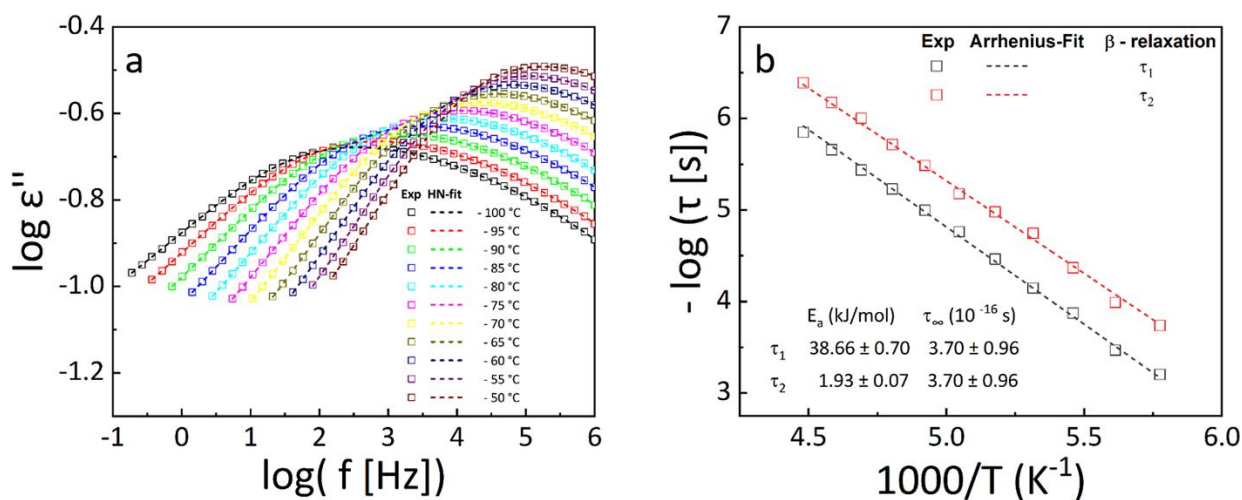 a
log ε"
-0.4
-0.6
-0.8
-1.0
-1.2
-1 0 1 2 3 4 5 6
log( f [Hz])
Exp HN-fit
- 100 °C
- 95 °C
- 90 °C
- 85 °C
- 80 °C
- 75 °C
- 70 °C
- 65 °C
- 60 °C
- 55 °C
- 50 °C
b
- log (τ [s])
-7
6
5
4
3
4.5 5.0 5.5 6.0
1000/T (K-1)
Exp Arrhenius-Fit β - relaxation
τ1
τ2
Ea (kJ/mol) τ∞ (10 -16 s)
τ1 38.66 ± 0.70 3.70 ± 0.96
τ2 1.93 ± 0.07 3.70 ± 0.96